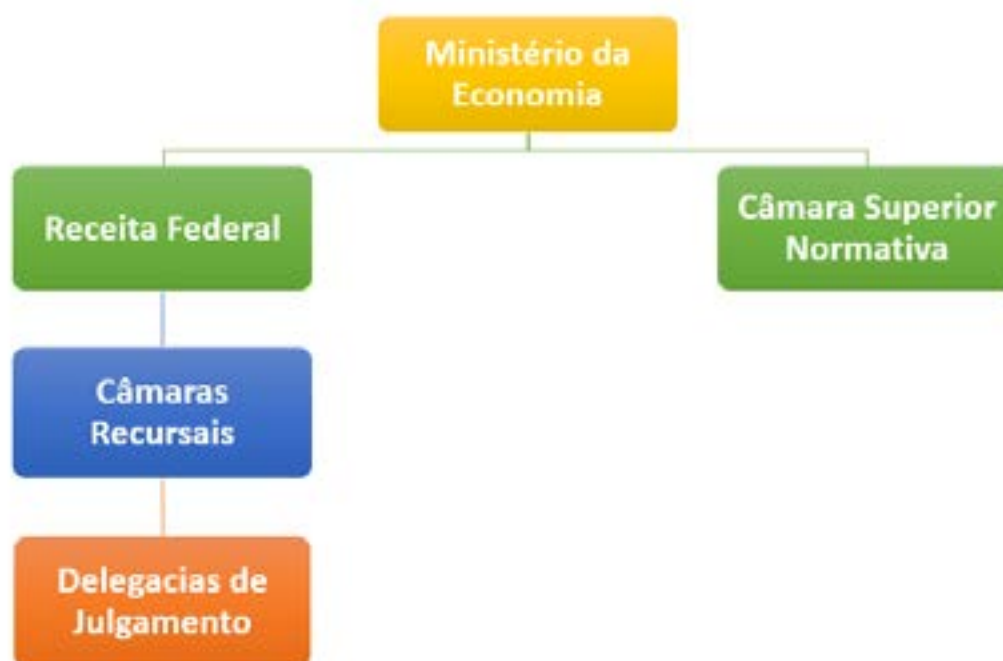 Ministério da
Economia
Receita Federal
Câmara Superior
Normativa
Câmaras
Recursais
Delegacias de
Julgamento